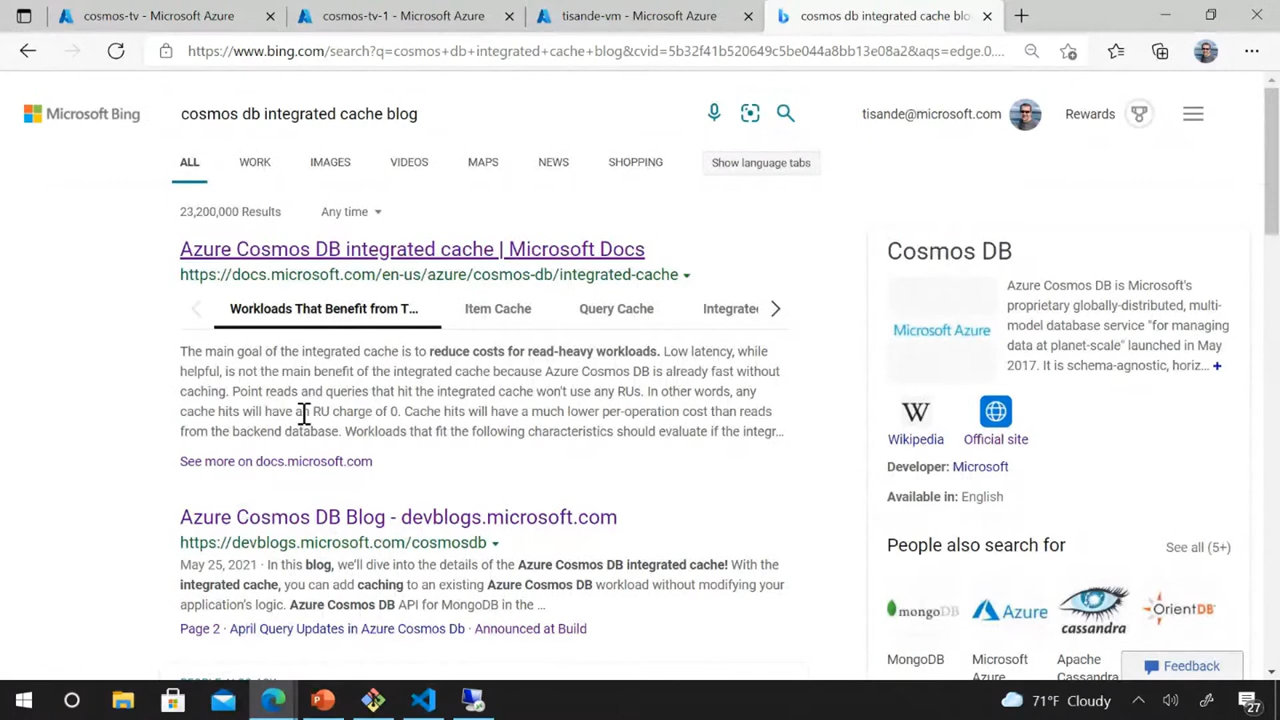 cosmos-tv - Microsoft Azure
cosmos-tv-1 - Microsoft Azure
tisande-vm - Microsoft Azure
cosmos db integrated cache blo
https://www.bing.com/search?q=cosmos+db+integrated+cache+blog&cvid=5b32f41b520649c5be044a8bb13e08a2&aqs=edge.0....
Microsoft Bing
cosmos db integrated cache blog
tisande@microsoft.com
Rewards
ALL WORK IMAGES VIDEOS MAPS NEWS SHOPPING Show language tabs
23,200,000 Results Any time
Azure Cosmos DB integrated cache | Microsoft Docs
https://docs.microsoft.com/en-us/azure/cosmos-db/integrated-cache
Workloads That Benefit from T... Item Cache Query Cache Integrate
The main goal of the integrated cache is to reduce costs for read-heavy workloads. Low latency, while
helpful, is not the main benefit of the integrated cache because Azure Cosmos DB is already fast without
caching. Point reads and queries that hit the integrated cache won't use any RUs. In other words, any
cache hits will have an RU charge of 0. Cache hits will have a much lower per-operation cost than reads
from the backend database. Workloads that fit the following characteristics should evaluate if the integr...
See more on docs.microsoft.com
Azure Cosmos DB Blog - devblogs.microsoft.com
https://devblogs.microsoft.com/cosmosdb
May 25, 2021 · In this blog, we'll dive into the details of the Azure Cosmos DB integrated cache! With the
integrated cache, you can add caching to an existing Azure Cosmos DB workload without modifying your
application's logic. Azure Cosmos DB API for MongoDB in the ...
Page 2 · April Query Updates in Azure Cosmos Db · Announced at Build
Cosmos DB
Microsoft Azure
Azure Cosmos DB is Microsoft's
proprietary globally-distributed, multi-
model database service "for managing
data at planet-scale" launched in May
2017. It is schema-agnostic, horiz... +
W
Wikipedia
Official site
Developer: Microsoft
Available in: English
People also search for
See all (5+)
mongoDB
Azure
cassandra
OrientDB
MongoDB
Microsoft
Azure
Apache
Cassandra
Feedback
71°F Cloudy
27